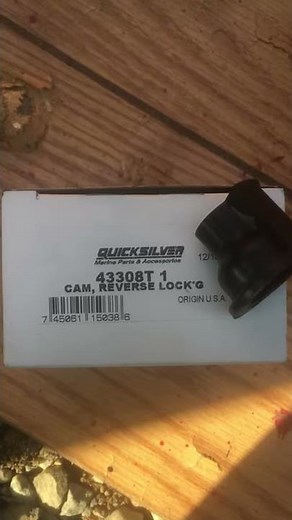 QUICKSILVER
Marine Parts & Accessories
43308T 1
CAM, REVERSE LOCK'G
ORIGIN U.S.A
7 45061 15038 6